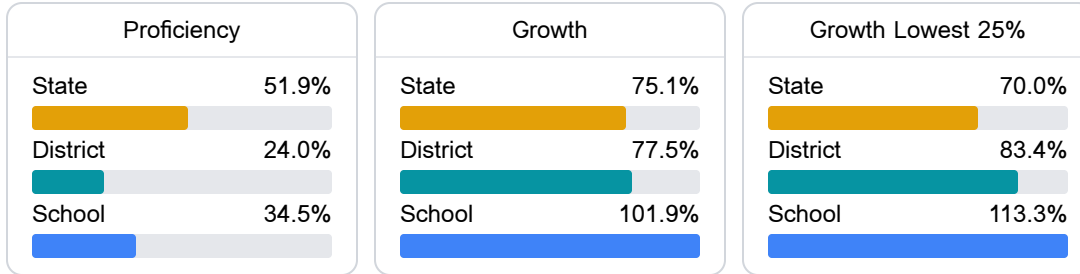 Proficiency
State 51.9%
District 24.0%
School 34.5%
Growth
State 75.1%
District 77.5%
School 101.9%
Growth Lowest 25%
State 70.0%
District 83.4%
School 113.3%